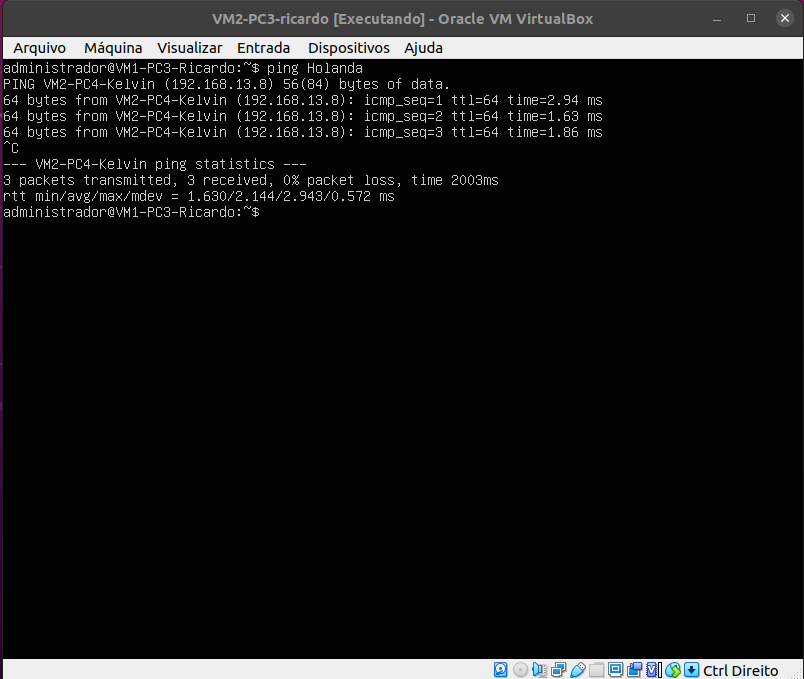 VM2-PC3-ricardo [Executando] - Oracle VM VirtualBox
Arquivo Máquina Visualizar Entrada Dispositivos Ajuda
administrador@VM1-PC3-Ricardo:~$ ping Holanda
PING VM2-PC4-Kelvin (192.168.13.8) 56(84) bytes of data.
64 bytes from VM2-PC4-Kelvin (192.168.13.8): icmp_seq=1 ttl=64 time=2.94 ms
64 bytes from VM2-PC4-Kelvin (192.168.13.8): icmp_seq=2 ttl=64 time=1.63 ms
64 bytes from VM2-PC4-Kelvin (192.168.13.8): icmp_seq=3 ttl=64 time=1.86 ms
^C
--- VM2-PC4-Kelvin ping statistics ---
3 packets transmitted, 3 received, 0% packet loss, time 2003ms
rtt min/avg/max/mdev = 1.630/2.144/2.943/0.572 ms
administrador@VM1-PC3-Ricardo:~$
Ctrl Direito